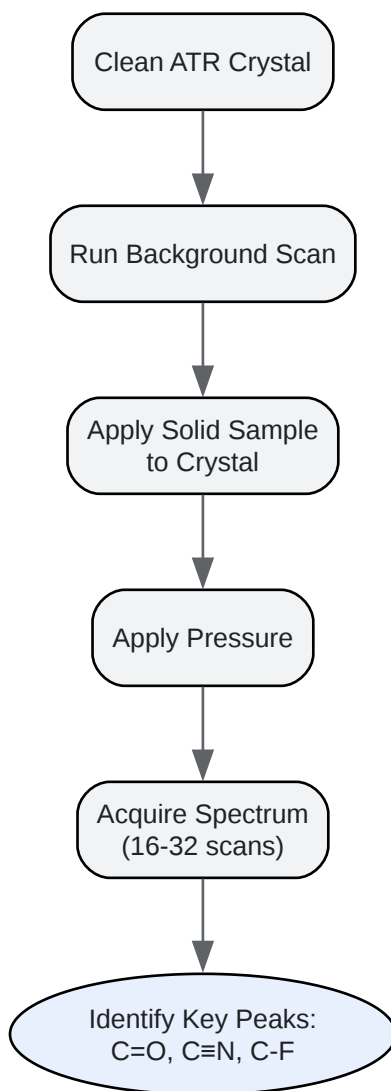 Clean ATR Crystal
Run Background Scan
Apply Solid Sample
to Crystal
Apply Pressure
Acquire Spectrum
(16-32 scans)
Identify Key Peaks:
C=O, C≡N, C-F